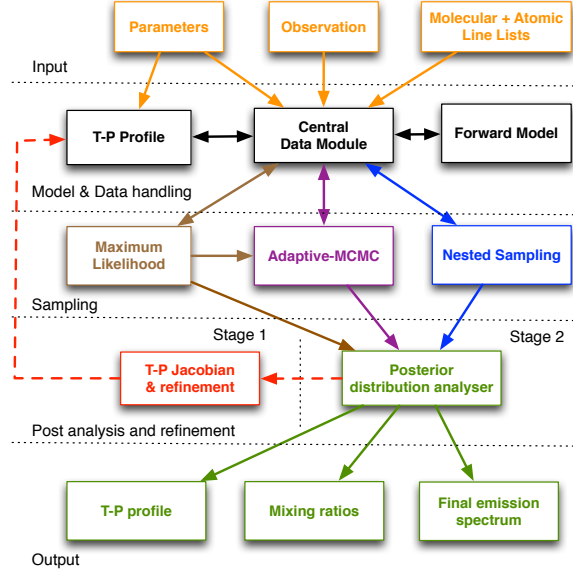 Parameters
Observation
Molecular + Atomic
Line Lists
Input
T-P Profile
Central
Data Module
Forward Model
Model & Data handling
Maximum
Likelihood
Adaptive-MCMC
Nested Sampling
Sampling
Stage 1
Stage 2
T-P Jacobian
& refinement
Posterior
distribution analyser
Post analysis and refinement
T-P profile
Mixing ratios
Final emission
spectrum
Output